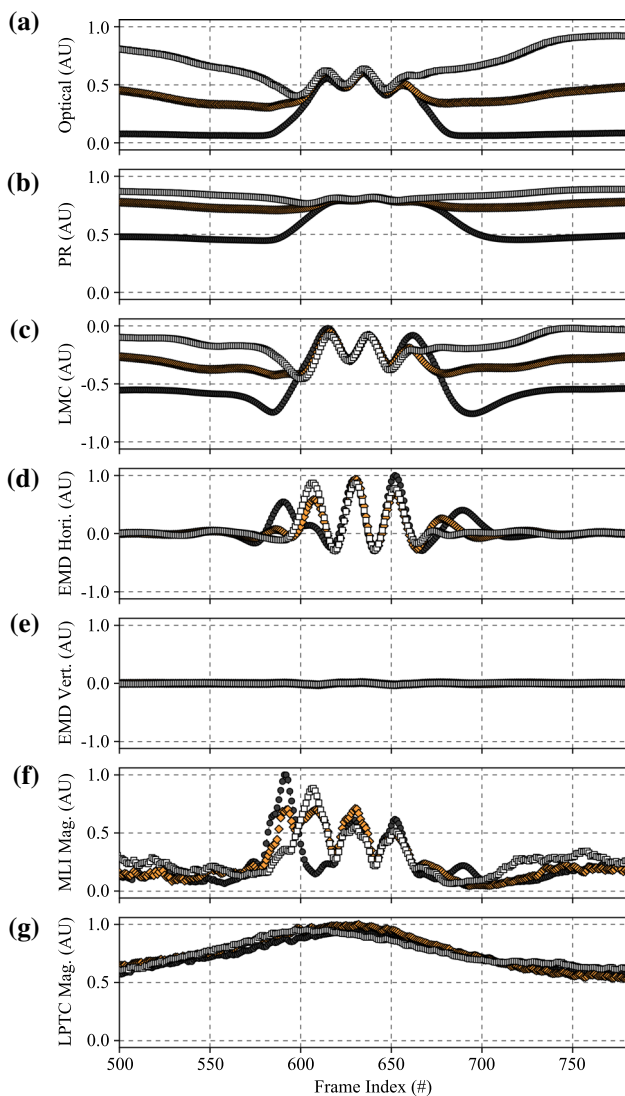 (a)
Optical (AU)
1.0
0.5
0.0
(b)
PR (AU)
1.0
0.5
0.0
(c)
LMC (AU)
0.0
-0.5
-1.0
(d)
EMD Hori. (AU)
1.0
0.0
-1.0
(e)
EMD Vert. (AU)
1.0
0.0
-1.0
(f)
MLI Mag. (AU)
1.0
0.5
0.0
(g)
LPTC Mag. (AU)
1.0
0.5
0.0
500 550 600 650 700 750
Frame Index (#)